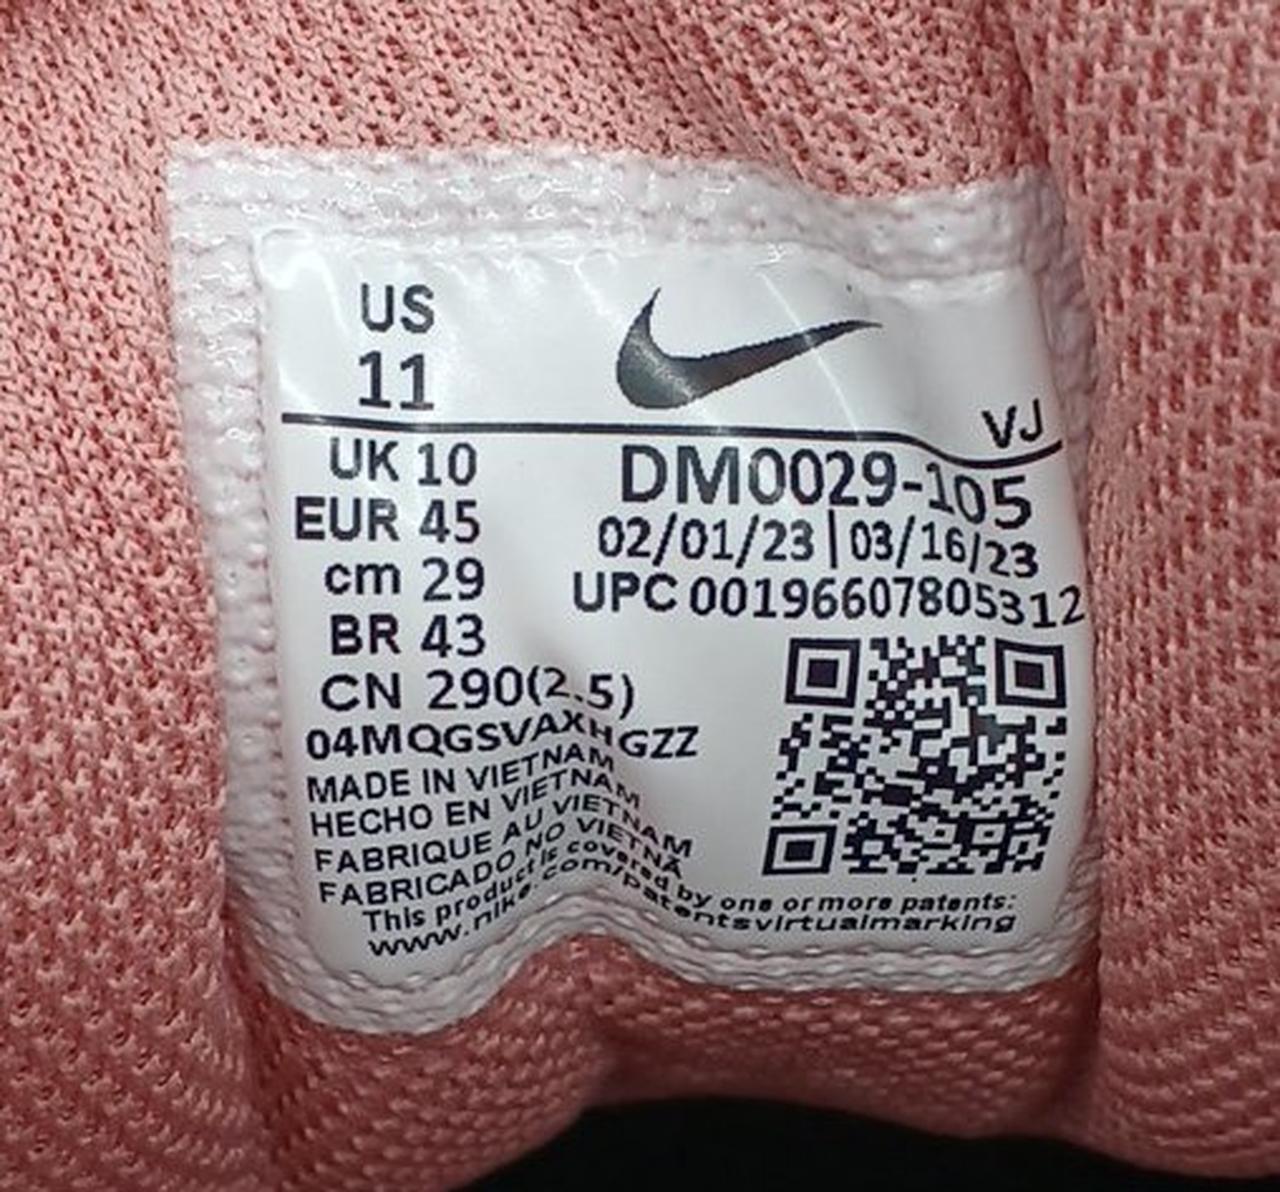 US
11
VJ
UK 10
DM0029-105
EUR 45
02/01/23 | 03/16/23
cm 29
UPC 00196607805312
BR 43
CN 290(2.5)
04MQGSVAXHGZZ
MADE IN VIETNAM
HECHO EN VIETNAM
FABRIQUE AU VIETNAM
FABRICADO NO VIETNÃ
This product is covered by one or more patents:
www.nike.com/patentsvirtualmarking